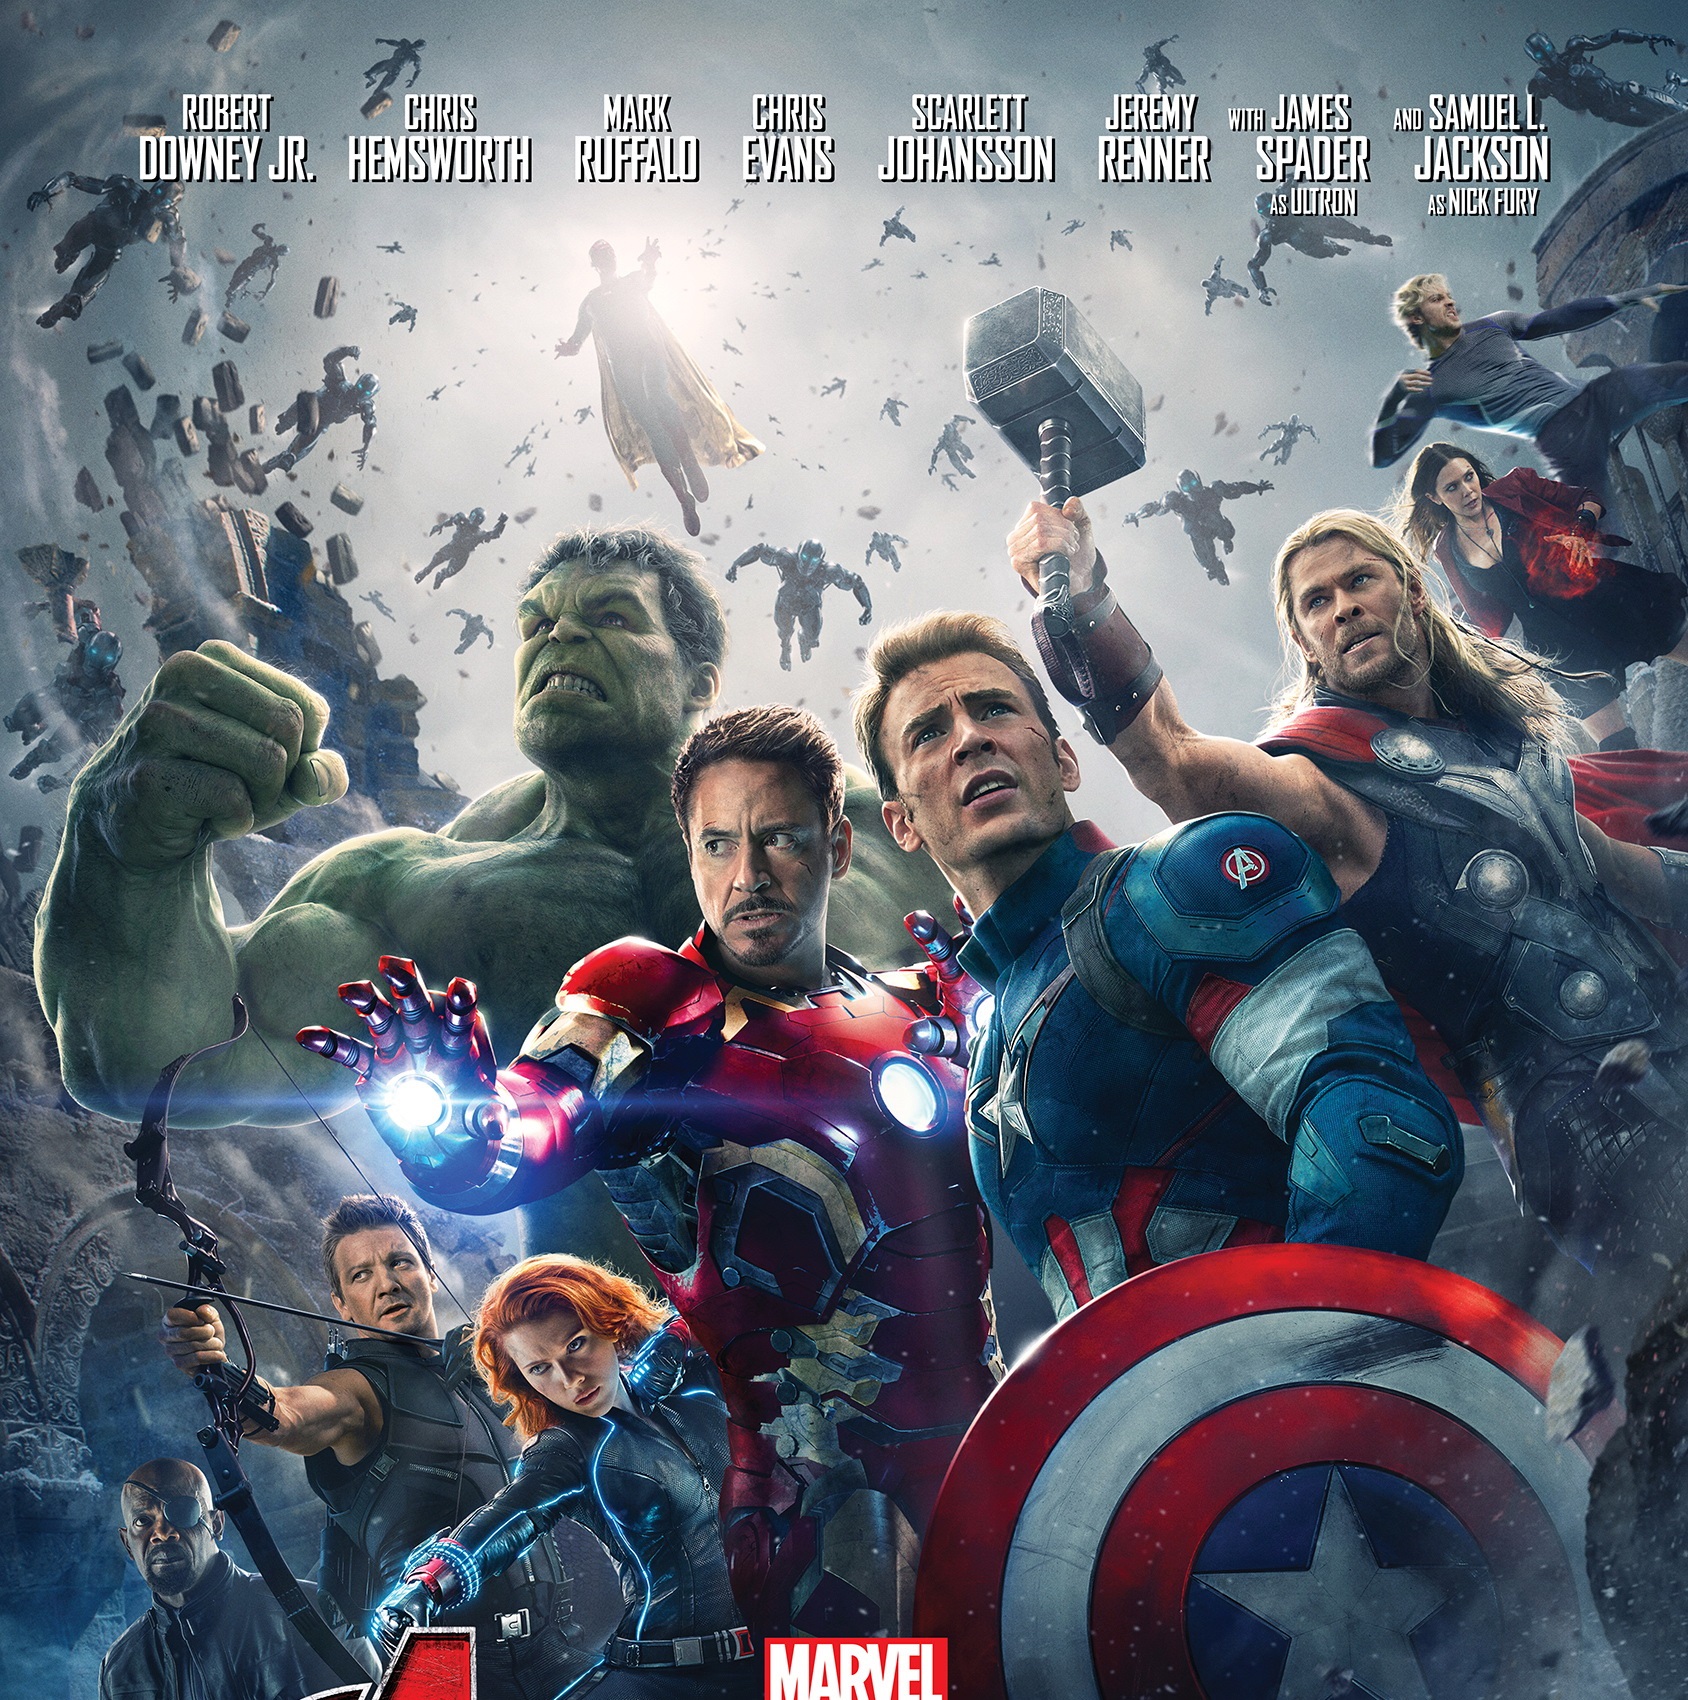 ROBERT DOWNEY JR.
CHRIS HEMSWORTH
MARK RUFFALO
CHRIS EVANS
SCARLETT JOHANSSON
JEREMY RENNER
WITH JAMES SPADER
AS ULTRON
AND SAMUEL L. JACKSON
AS NICK FURY
A
MARVEL